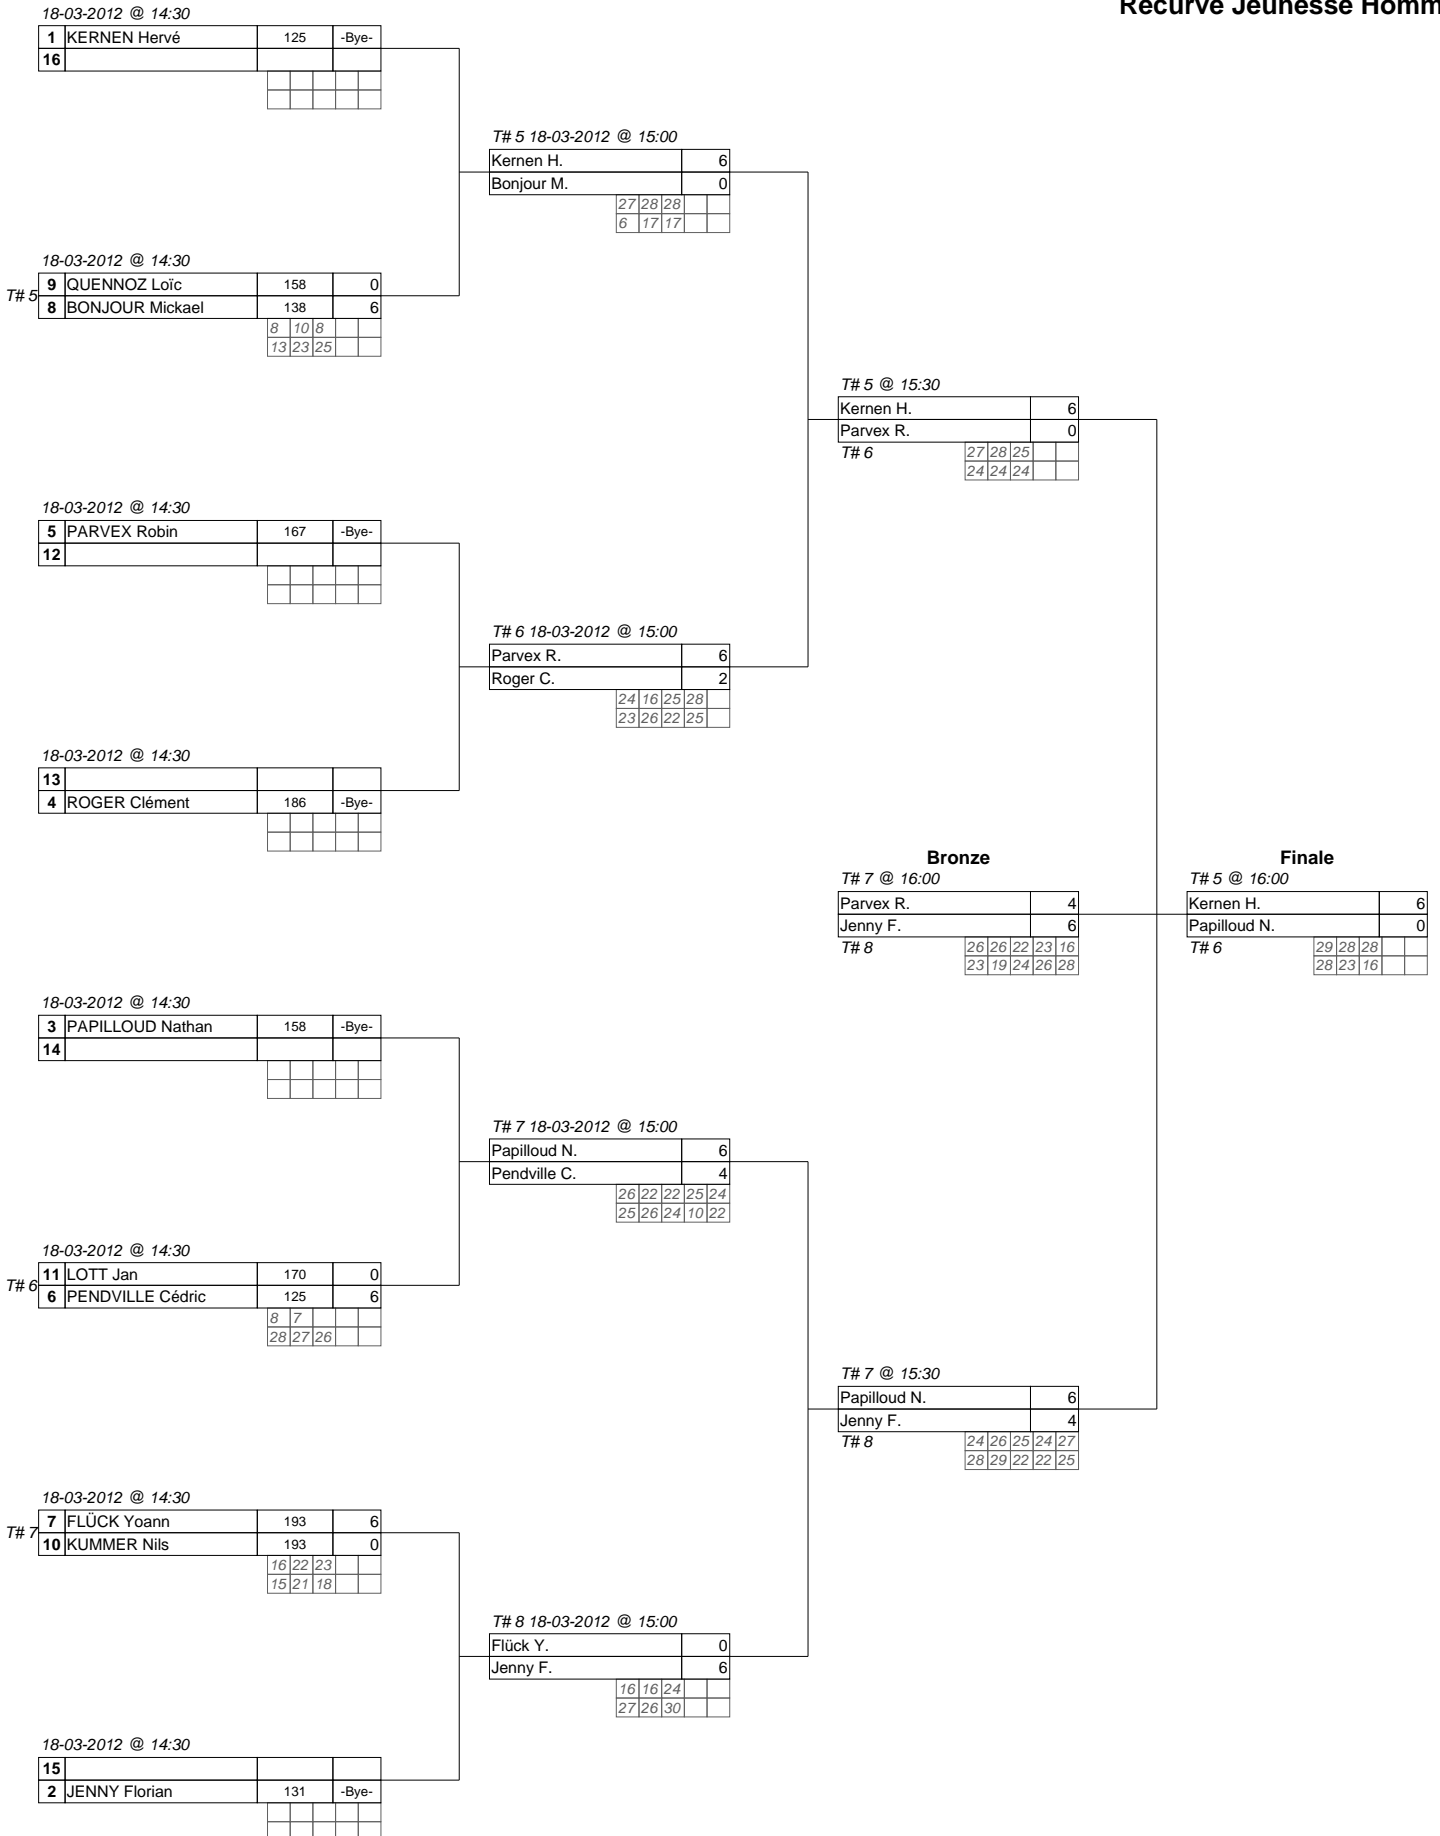 Recurve Jeunesse Homm
18-03-2012 @ 14:30
1 KERNEN Hervé 125 -Bye-
16
T# 5 18-03-2012 @ 15:00
Kernen H. 6
Bonjour M. 0
27 28 28
6 17 17
18-03-2012 @ 14:30
T# 5
9 QUENNOZ Loïc 158 0
8 BONJOUR Mickael 138 6
8 10 8
13 23 25
T# 5 @ 15:30
Kernen H. 6
Parvex R. 0
T# 6 27 28 25
24 24 24
18-03-2012 @ 14:30
5 PARVEX Robin 167 -Bye-
12
T# 6 18-03-2012 @ 15:00
Parvex R. 6
Roger C. 2
24 16 25 28
23 26 22 25
18-03-2012 @ 14:30
13
4 ROGER Clément 186 -Bye-
Bronze
T# 7 @ 16:00
Parvex R. 4
Jenny F. 6
T# 8 26 26 22 23 16
23 19 24 26 28
Finale
T# 5 @ 16:00
Kernen H. 6
Papilloud N. 0
T# 6 29 28 28
28 23 16
18-03-2012 @ 14:30
3 PAPILLOUD Nathan 158 -Bye-
14
T# 7 18-03-2012 @ 15:00
Papilloud N. 6
Pendville C. 4
26 22 22 25 24
25 26 24 10 22
18-03-2012 @ 14:30
T# 6
11 LOTT Jan 170 0
6 PENDVILLE Cédric 125 6
8 7
28 27 26
T# 7 @ 15:30
Papilloud N. 6
Jenny F. 4
T# 8 24 26 25 24 27
28 29 22 22 25
18-03-2012 @ 14:30
T# 7
7 FLÜCK Yoann 193 6
10 KUMMER Nils 193 0
16 22 23
15 21 18
T# 8 18-03-2012 @ 15:00
Flück Y. 0
Jenny F. 6
16 16 24
27 26 30
18-03-2012 @ 14:30
15
2 JENNY Florian 131 -Bye-